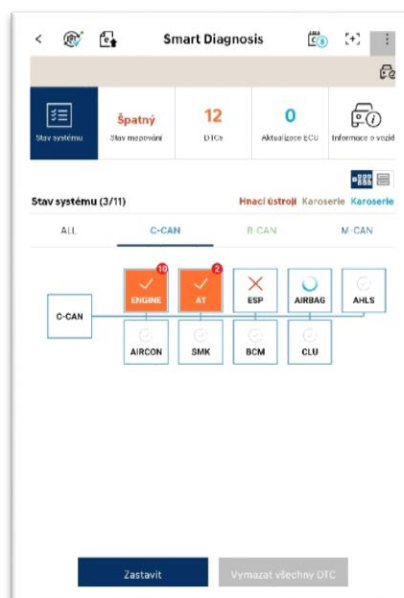 Smart Diagnosis
Špatný 12 0
Stav systému Stav mapování DTCs Aktualizace ECU Informace o vozid
Stav systému (3/11) Hnací ústrojí Karoserie Karoserie
ALL C-CAN B-CAN M-CAN
10 2
ENGINE AT ESP AIRBAG AHLS
C-CAN
AIRCON SMK BCM CLU
Zastavit Vymazat všechny DTC